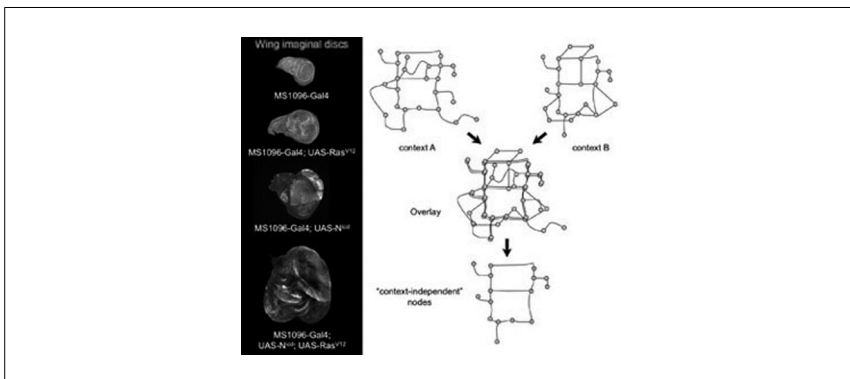 Wing imaginal discs
MS1096-Gal4
MS1096-Gal4; UAS-Ras^V12
MS1096-Gal4; UAS-N^icd
MS1096-Gal4;
UAS-N^icd; UAS-Ras^V12
context A
context B
Overlay
"context-independent"
nodes